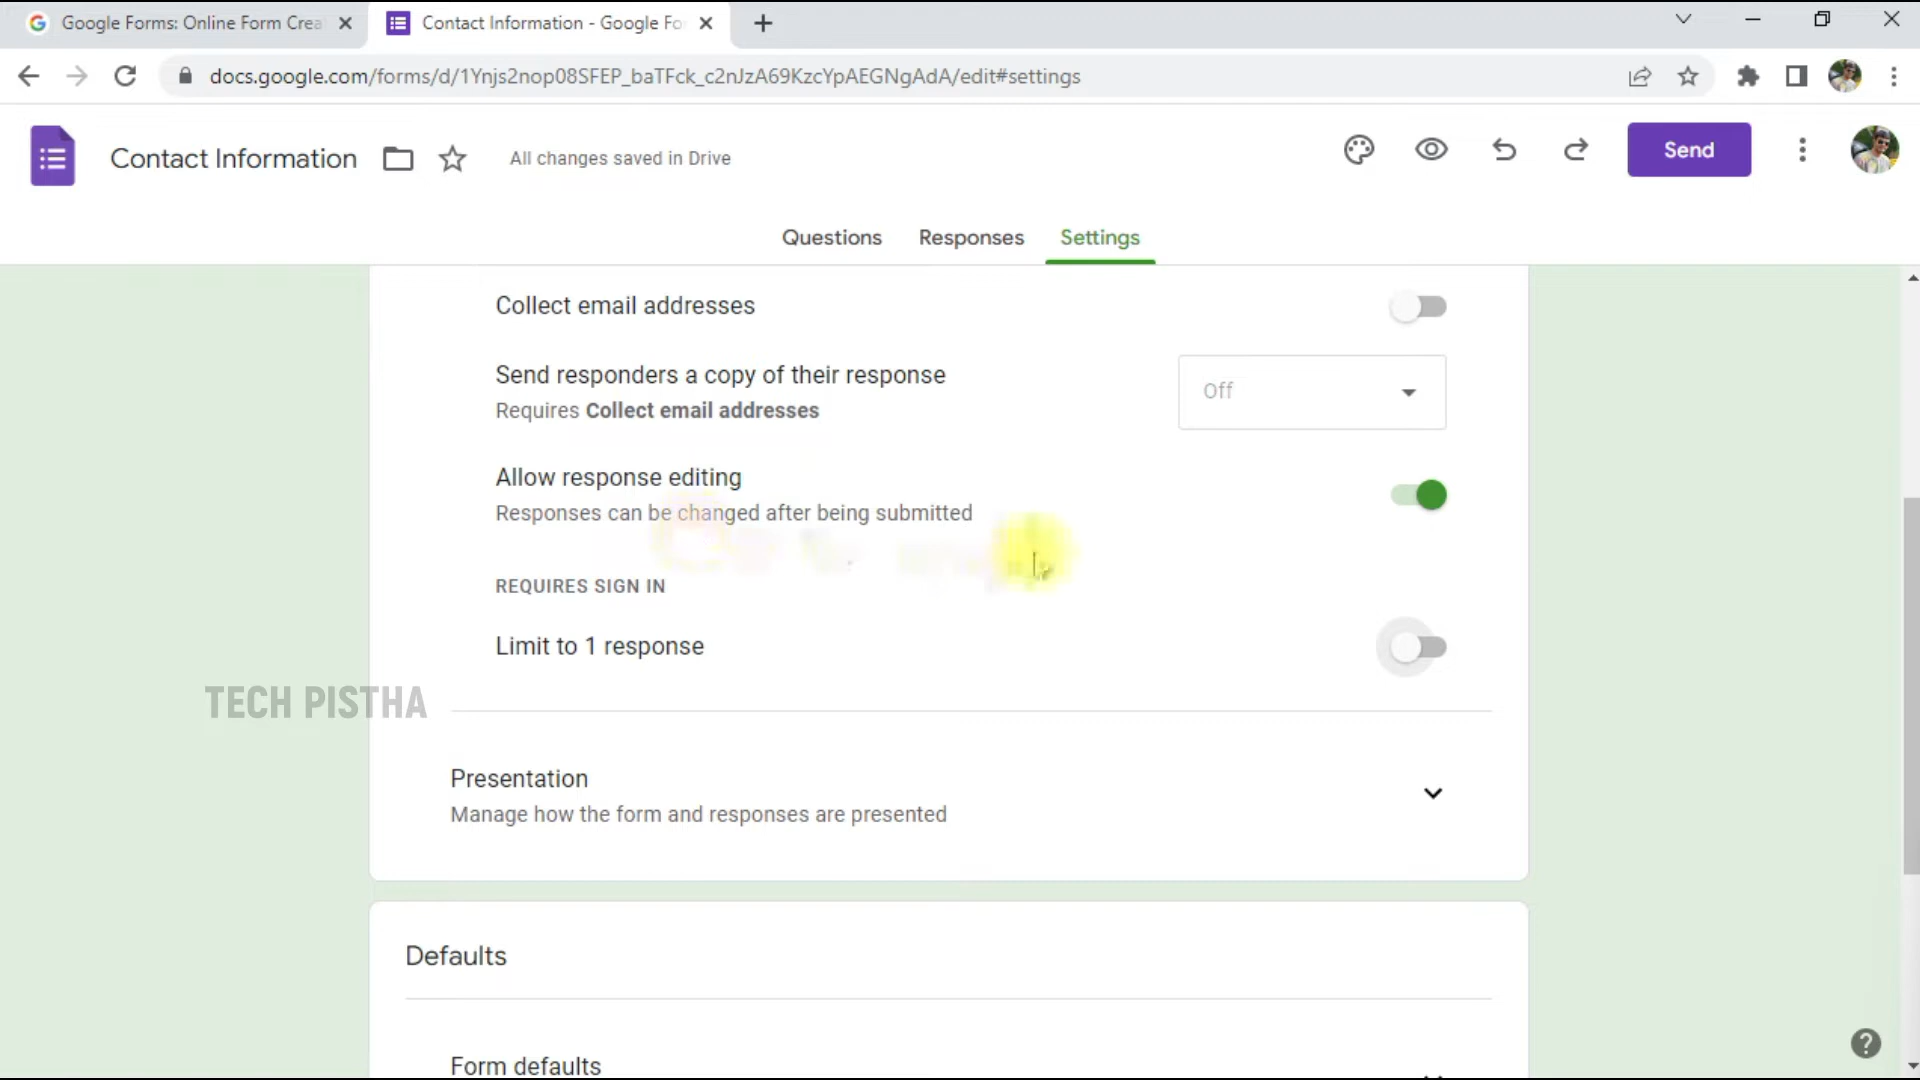 Google Forms: Online Form Crea
Contact Information - Google Fo
docs.google.com/forms/d/1Ynjs2nop08SFEP_baTFck_c2nJzA69KzcYpAEGNgAdA/edit#settings
Contact Information
All changes saved in Drive
Send
Questions Responses Settings
Collect email addresses
Send responders a copy of their response
Requires Collect email addresses
Off
Allow response editing
Responses can be changed after being submitted
REQUIRES SIGN IN
Limit to 1 response
TECH PISTHA
Presentation
Manage how the form and responses are presented
Defaults
Form defaults